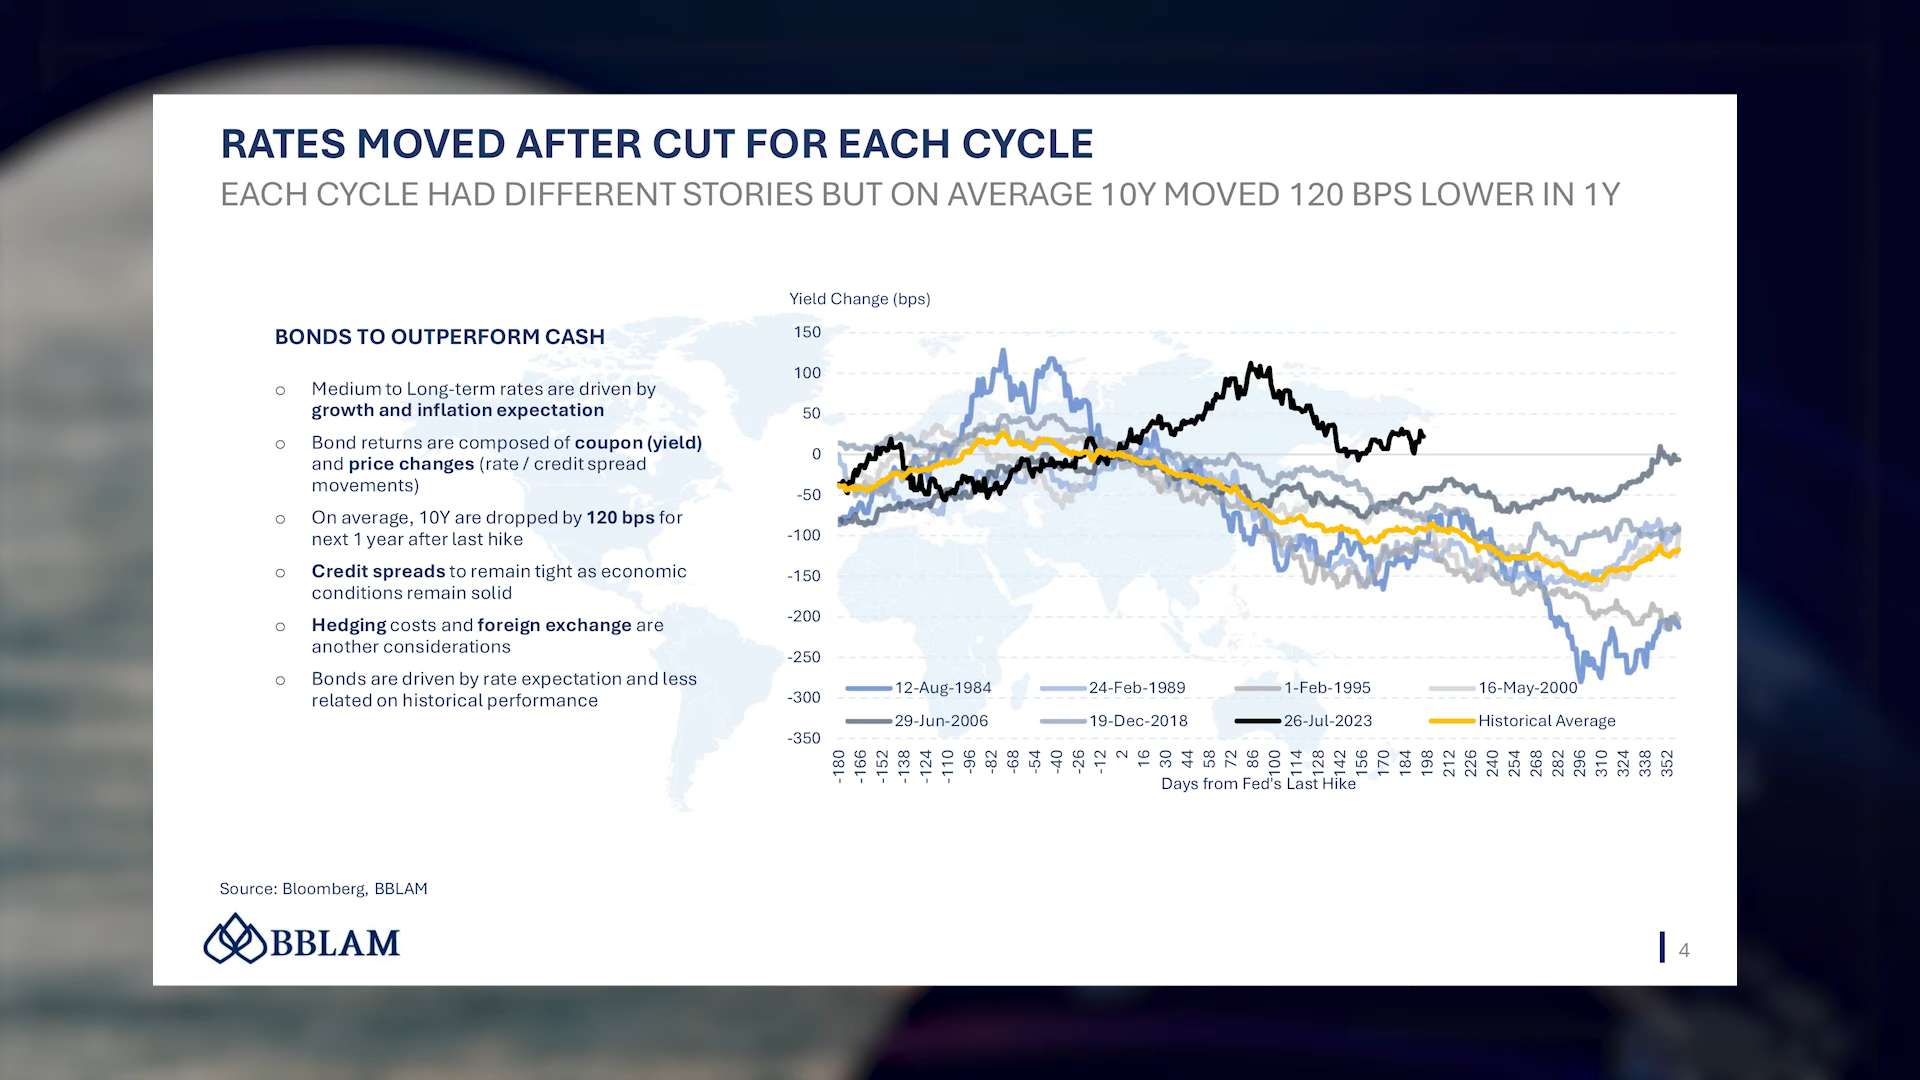 RATES MOVED AFTER CUT FOR EACH CYCLE
EACH CYCLE HAD DIFFERENT STORIES BUT ON AVERAGE 10Y MOVED 120 BPS LOWER IN 1Y
BONDS TO OUTPERFORM CASH
○ Medium to Long-term rates are driven by
growth and inflation expectation
○ Bond returns are composed of coupon (yield)
and price changes (rate / credit spread
movements)
○ On average, 10Y are dropped by 120 bps for
next 1 year after last hike
○ Credit spreads to remain tight as economic
conditions remain solid
○ Hedging costs and foreign exchange are
another considerations
○ Bonds are driven by rate expectation and less
related on historical performance
Yield Change (bps)
150
100
50
0
-50
-100
-150
-200
-250
-300
-350
12-Aug-1984 24-Feb-1989 1-Feb-1995 16-May-2000
29-Jun-2006 19-Dec-2018 26-Jul-2023 Historical Average
-180 -166 -152 -138 -124 -110 -96 -82 -68 -54 -40 -26 -12 2 16 30 44 58 72 86 100 114 128 142 156 170 184 198 212 226 240 254 268 282 296 310 324 338 352
Days from Fed's Last Hike
Source: Bloomberg, BBLAM
BBLAM
4